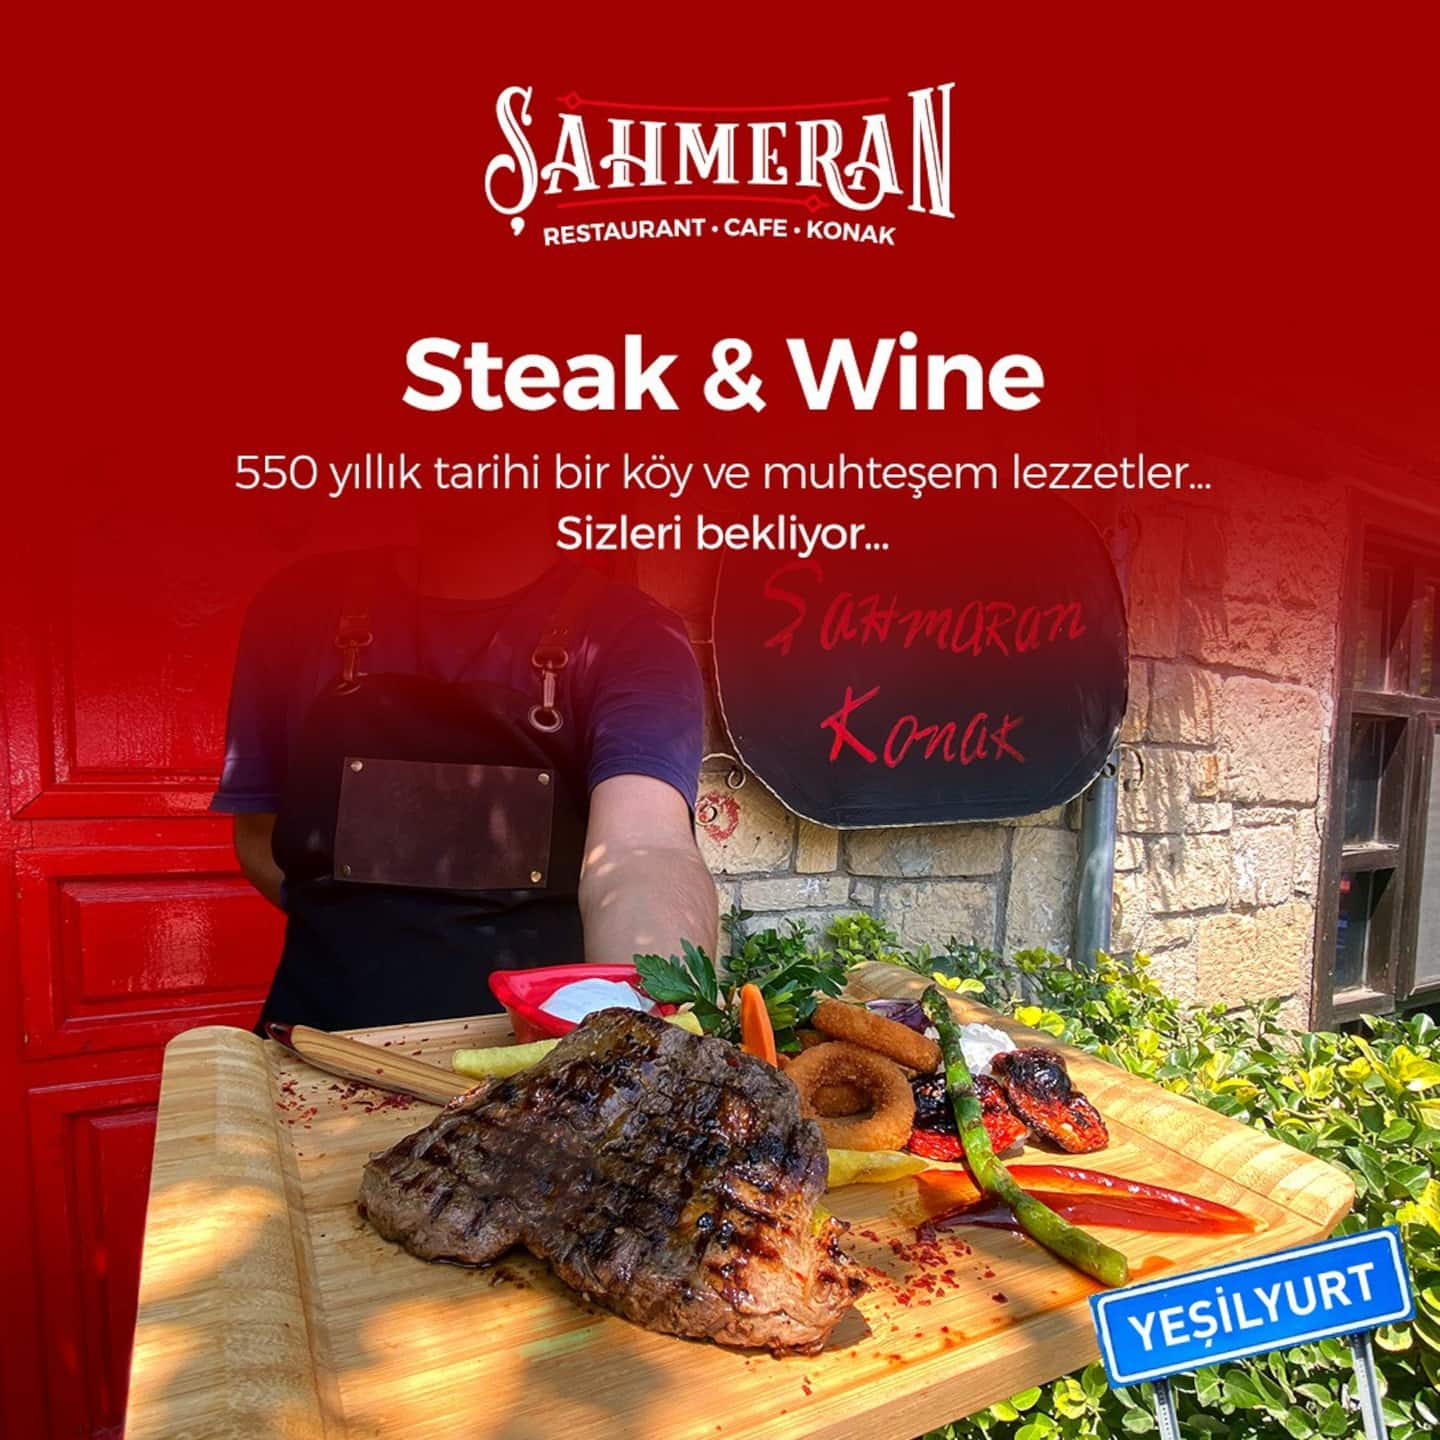 ŞAHMERAN
RESTAURANT • CAFE • KONAK
Steak & Wine
550 yıllık tarihi bir köy ve muhteşem lezzetler...
Sizleri bekliyor...
ŞAHMARAN
KONAK
YEŞİLYURT